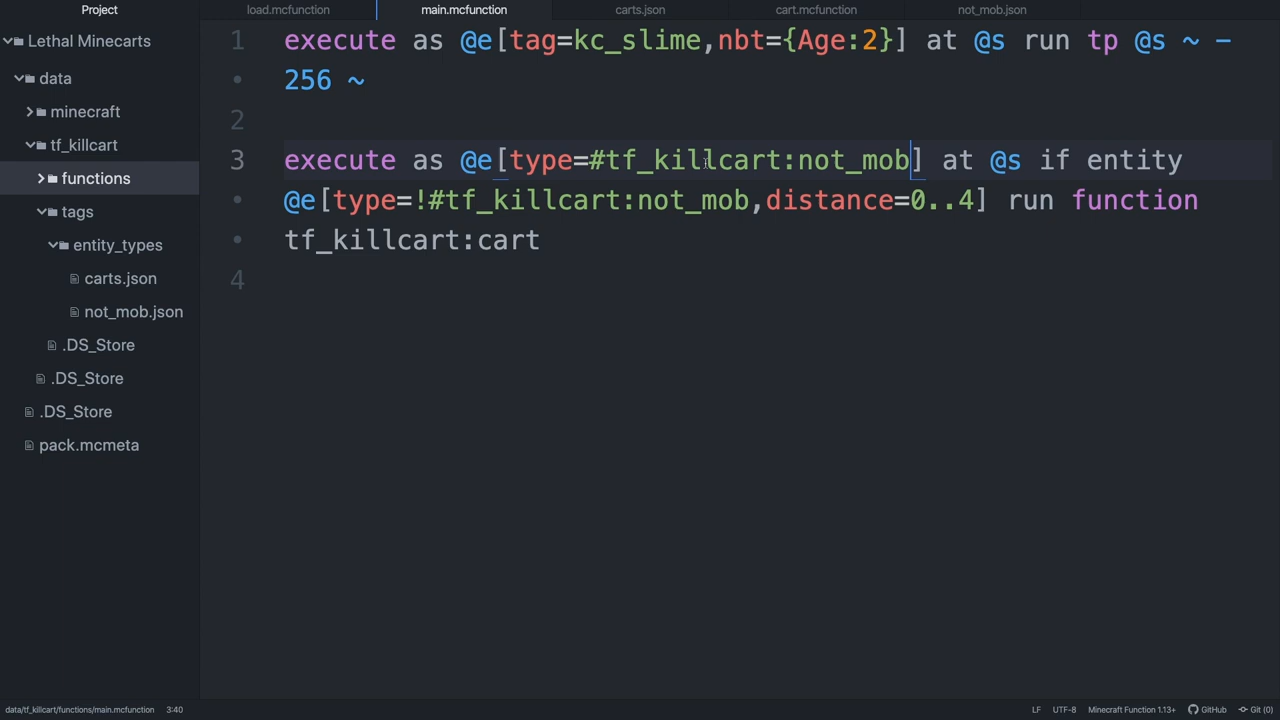 Project
load.mcfunction
main.mcfunction
carts.json
cart.mcfunction
not_mob.json
Lethal Minecarts
data
minecraft
tf_killcart
functions
tags
entity_types
carts.json
not_mob.json
.DS_Store
.DS_Store
.DS_Store
pack.mcmeta
1 execute as @e[tag=kc_slime,nbt={Age:2}] at @s run tp @s ~ -
• 256 ~
2
3 execute as @e[type=#tf_killcart:not_mob] at @s if entity
• @e[type=!#tf_killcart:not_mob,distance=0..4] run function
• tf_killcart:cart
4
data/tf_killcart/functions/main.mcfunction 3:40
LF UTF-8 Minecraft Function 1.13+ GitHub Git (0)